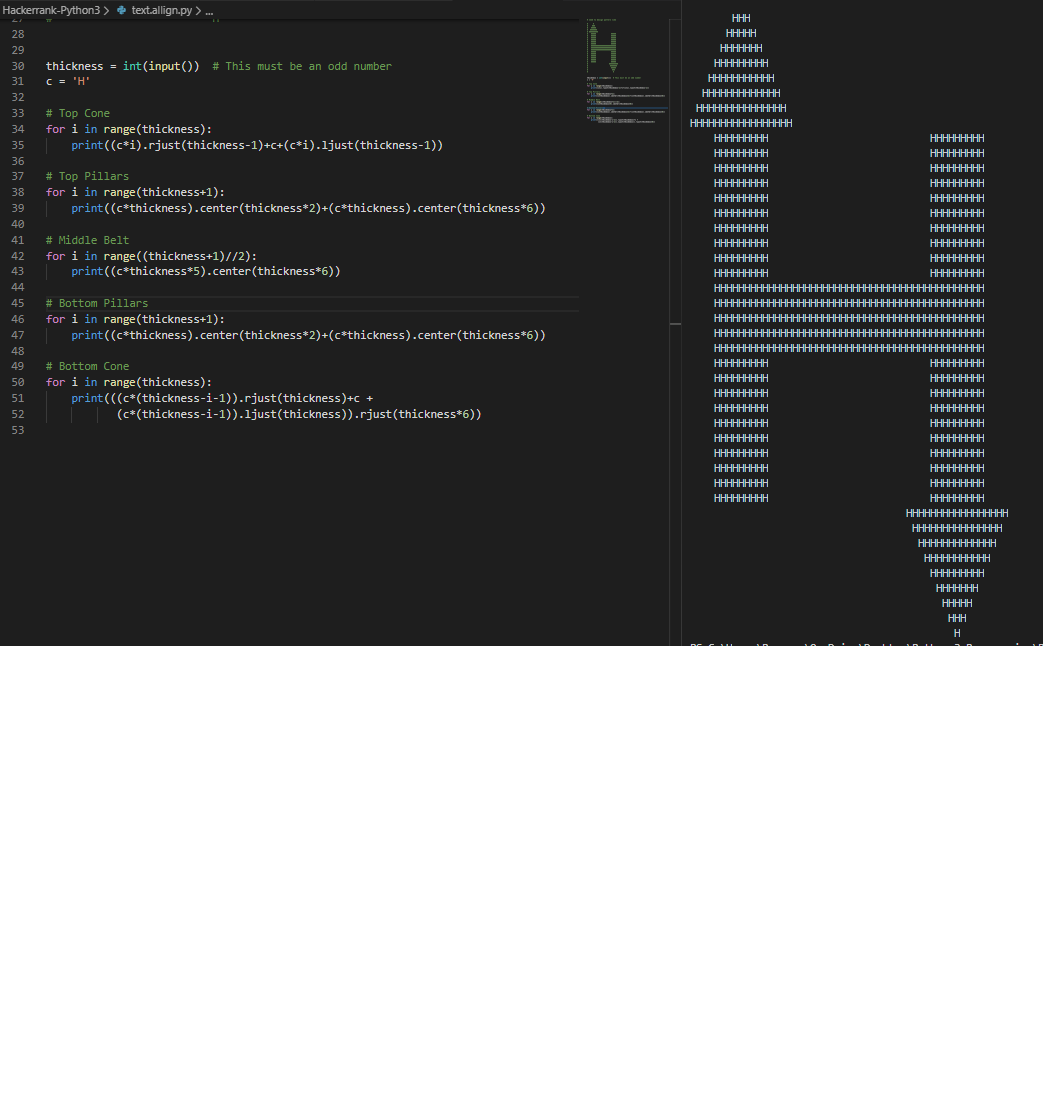 Hackerrank-Python3 > text.allign.py > ...
28
29
30 thickness = int(input())  # This must be an odd number
31 c = 'H'
32
33 # Top Cone
34 for i in range(thickness):
35     print((c*i).rjust(thickness-1)+c+(c*i).ljust(thickness-1))
36
37 # Top Pillars
38 for i in range(thickness+1):
39     print((c*thickness).center(thickness*2)+(c*thickness).center(thickness*6))
40
41 # Middle Belt
42 for i in range((thickness+1)//2):
43     print((c*thickness*5).center(thickness*6))
44
45 # Bottom Pillars
46 for i in range(thickness+1):
47     print((c*thickness).center(thickness*2)+(c*thickness).center(thickness*6))
48
49 # Bottom Cone
50 for i in range(thickness):
51     print(((c*(thickness-i-1)).rjust(thickness)+c +
52            (c*(thickness-i-1)).ljust(thickness)).rjust(thickness*6))
53
       HHH
      HHHHH
     HHHHHHH
    HHHHHHHHH
   HHHHHHHHHHH
  HHHHHHHHHHHHH
 HHHHHHHHHHHHHHH
HHHHHHHHHHHHHHHHH
    HHHHHHHHH                           HHHHHHHHH
    HHHHHHHHH                           HHHHHHHHH
    HHHHHHHHH                           HHHHHHHHH
    HHHHHHHHH                           HHHHHHHHH
    HHHHHHHHH                           HHHHHHHHH
    HHHHHHHHH                           HHHHHHHHH
    HHHHHHHHH                           HHHHHHHHH
    HHHHHHHHH                           HHHHHHHHH
    HHHHHHHHH                           HHHHHHHHH
    HHHHHHHHH                           HHHHHHHHH
    HHHHHHHHHHHHHHHHHHHHHHHHHHHHHHHHHHHHHHHHHHHHH
    HHHHHHHHHHHHHHHHHHHHHHHHHHHHHHHHHHHHHHHHHHHHH
    HHHHHHHHHHHHHHHHHHHHHHHHHHHHHHHHHHHHHHHHHHHHH
    HHHHHHHHHHHHHHHHHHHHHHHHHHHHHHHHHHHHHHHHHHHHH
    HHHHHHHHHHHHHHHHHHHHHHHHHHHHHHHHHHHHHHHHHHHHH
    HHHHHHHHH                           HHHHHHHHH
    HHHHHHHHH                           HHHHHHHHH
    HHHHHHHHH                           HHHHHHHHH
    HHHHHHHHH                           HHHHHHHHH
    HHHHHHHHH                           HHHHHHHHH
    HHHHHHHHH                           HHHHHHHHH
    HHHHHHHHH                           HHHHHHHHH
    HHHHHHHHH                           HHHHHHHHH
    HHHHHHHHH                           HHHHHHHHH
    HHHHHHHHH                           HHHHHHHHH
                                    HHHHHHHHHHHHHHHHH
                                     HHHHHHHHHHHHHHH
                                      HHHHHHHHHHHHH
                                       HHHHHHHHHHH
                                        HHHHHHHHH
                                         HHHHHHH
                                          HHHHH
                                           HHH
                                            H